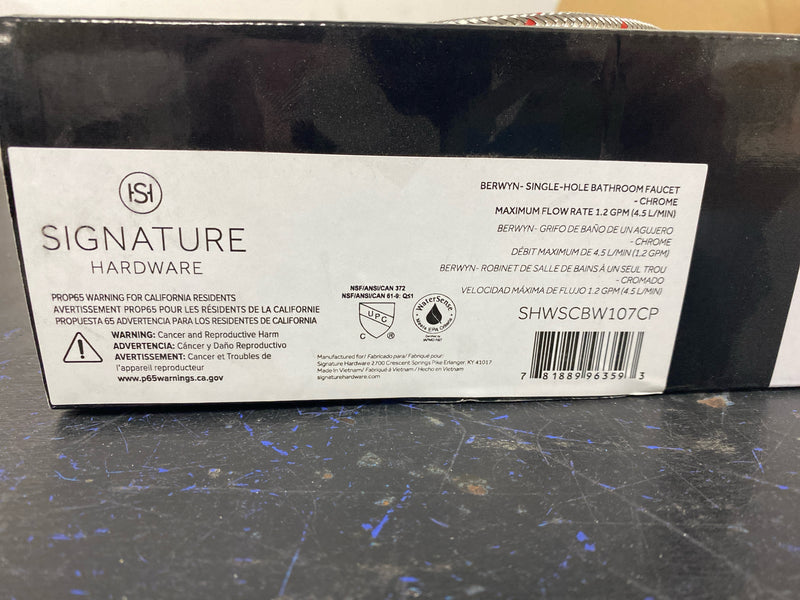 SH
SIGNATURE
HARDWARE
PROP65 WARNING FOR CALIFORNIA RESIDENTS
AVERTISSEMENT PROP65 POUR LES RÉSIDENTS DE LA CALIFORNIE
PROPUESTA 65 ADVERTENCIA PARA LOS RESIDENTES DE CALIFORNIA
WARNING: Cancer and Reproductive Harm
ADVERTENCIA: Cáncer y Daño Reproductivo
AVERTISSEMENT: Cancer et Troubles de
l'appareil reproducteur
www.p65warnings.ca.gov
NSF/ANSI/CAN 372
NSF/ANSI/CAN 61-9: Q≤1
UPC
C ®
WaterSense
Meets EPA Criteria
Certified by
Manufactured for/ Fabricado para/ Fabriqué pour:
Signature Hardware 2700 Crescent Springs Pike Erlanger, KY 41017
Made in Vietnam/ Fabriqué à Vietnam/ Hecho en Vietnam
signaturehardware.com
BERWYN- SINGLE-HOLE BATHROOM FAUCET
- CHROME
MAXIMUM FLOW RATE 1.2 GPM (4.5 L/MIN)
BERWYN- GRIFO DE BAÑO DE UN AGUJERO
- CHROME
DÉBIT MAXIMUM DE 4,5 L/MIN (1.2 GPM)
BERWYN- ROBINET DE SALLE DE BAINS À UN SEUL TROU
- CROMADO
VELOCIDAD MÁXIMA DE FLUJO 1.2 GPM (4.5 L/MIN)
SHWSCBW107CP
7 81889 96359 3